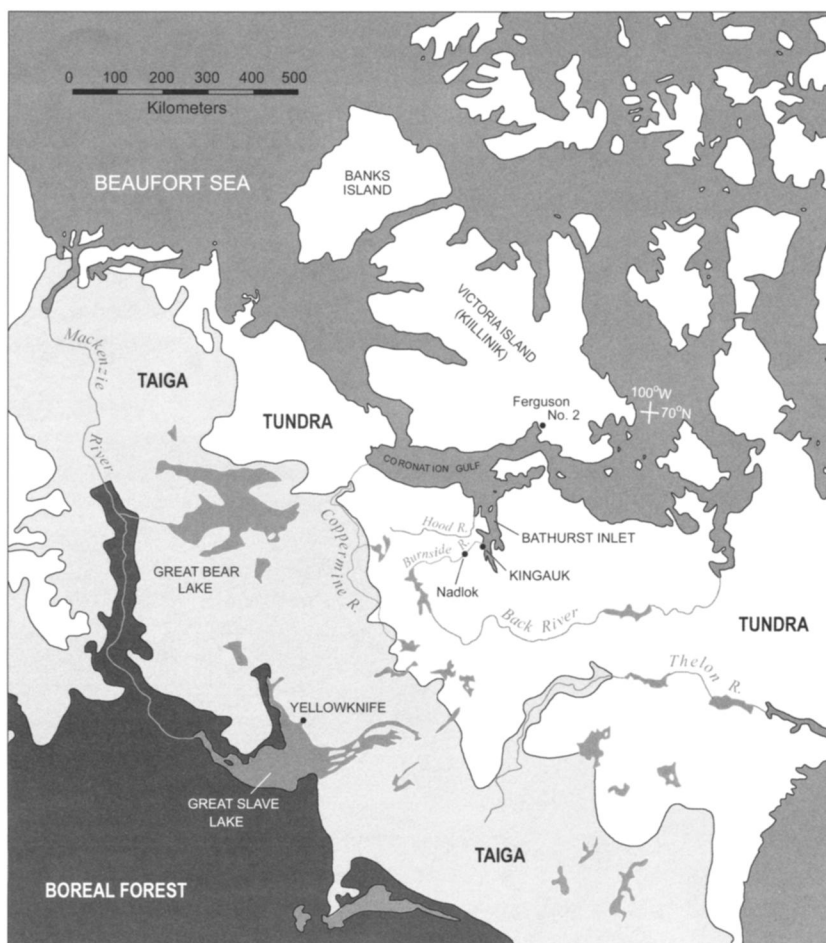 0 100 200 300 400 500
Kilometers
BEAUFORT SEA
BANKS
ISLAND
VICTORIA ISLAND
(KIILLINIK)
Mackenzie
River
TAIGA
TUNDRA
Ferguson
No. 2
100°W
70°N
CORONATION GULF
Coppermine R.
Hood R.
Burnside R.
BATHURST INLET
KINGAUK
Nadlok
GREAT BEAR
LAKE
Back River
TUNDRA
Thelon R.
YELLOWKNIFE
GREAT SLAVE
LAKE
TAIGA
BOREAL FOREST